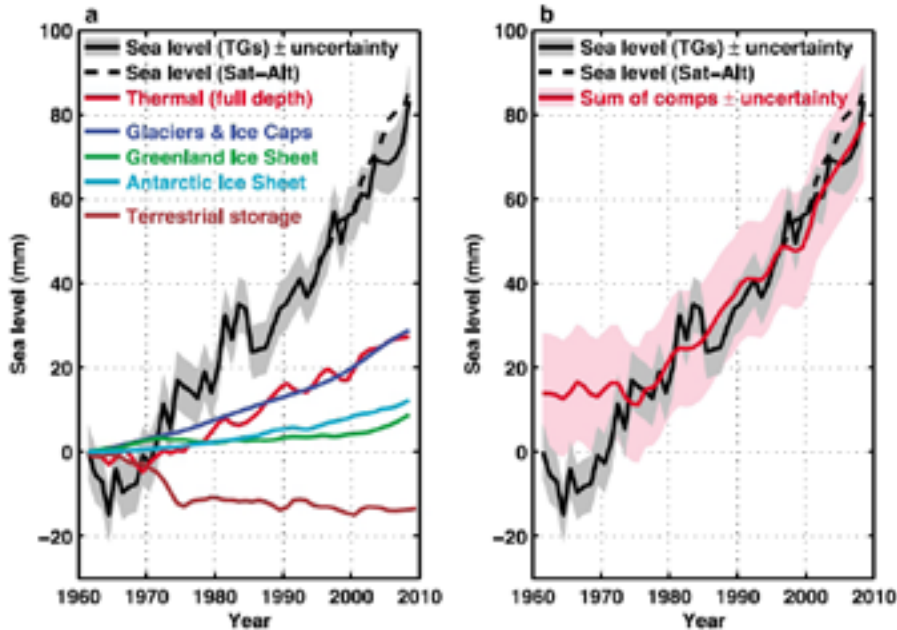 a
Sea level (TGs) ± uncertainty
Sea level (Sat−Alt)
Thermal (full depth)
Glaciers & Ice Caps
Greenland Ice Sheet
Antarctic Ice Sheet
Terrestrial storage
80
60
40
20
0
−20
Sea level (mm)
1960 1970 1980 1990 2000 2010
Year
b
Sea level (TGs) ± uncertainty
Sea level (Sat−Alt)
Sum of comps ± uncertainty
80
60
40
20
0
−20
Sea level (mm)
1960 1970 1980 1990 2000 2010
Year